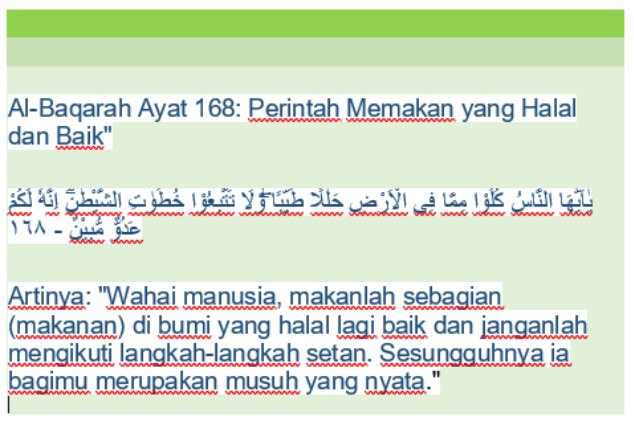 Al-Baqarah Ayat 168: Perintah Memakan yang Halal
dan Baik"
يٰٓاَيُّهَا النَّاسُ كُلُوْا مِمَّا فِى الْاَرْضِ حَلٰلًا طَيِّبًا ۖوَّلَا تَتَّبِعُوْا خُطُوٰتِ الشَّيْطٰنِۗ اِنَّهٗ لَكُمْ
عَدُوٌّ مُّبِيْنٌ - ١٦٨
Artinya: "Wahai manusia, makanlah sebagian
(makanan) di bumi yang halal lagi baik dan janganlah
mengikuti langkah-langkah setan. Sesungguhnya ia
bagimu merupakan musuh yang nyata."